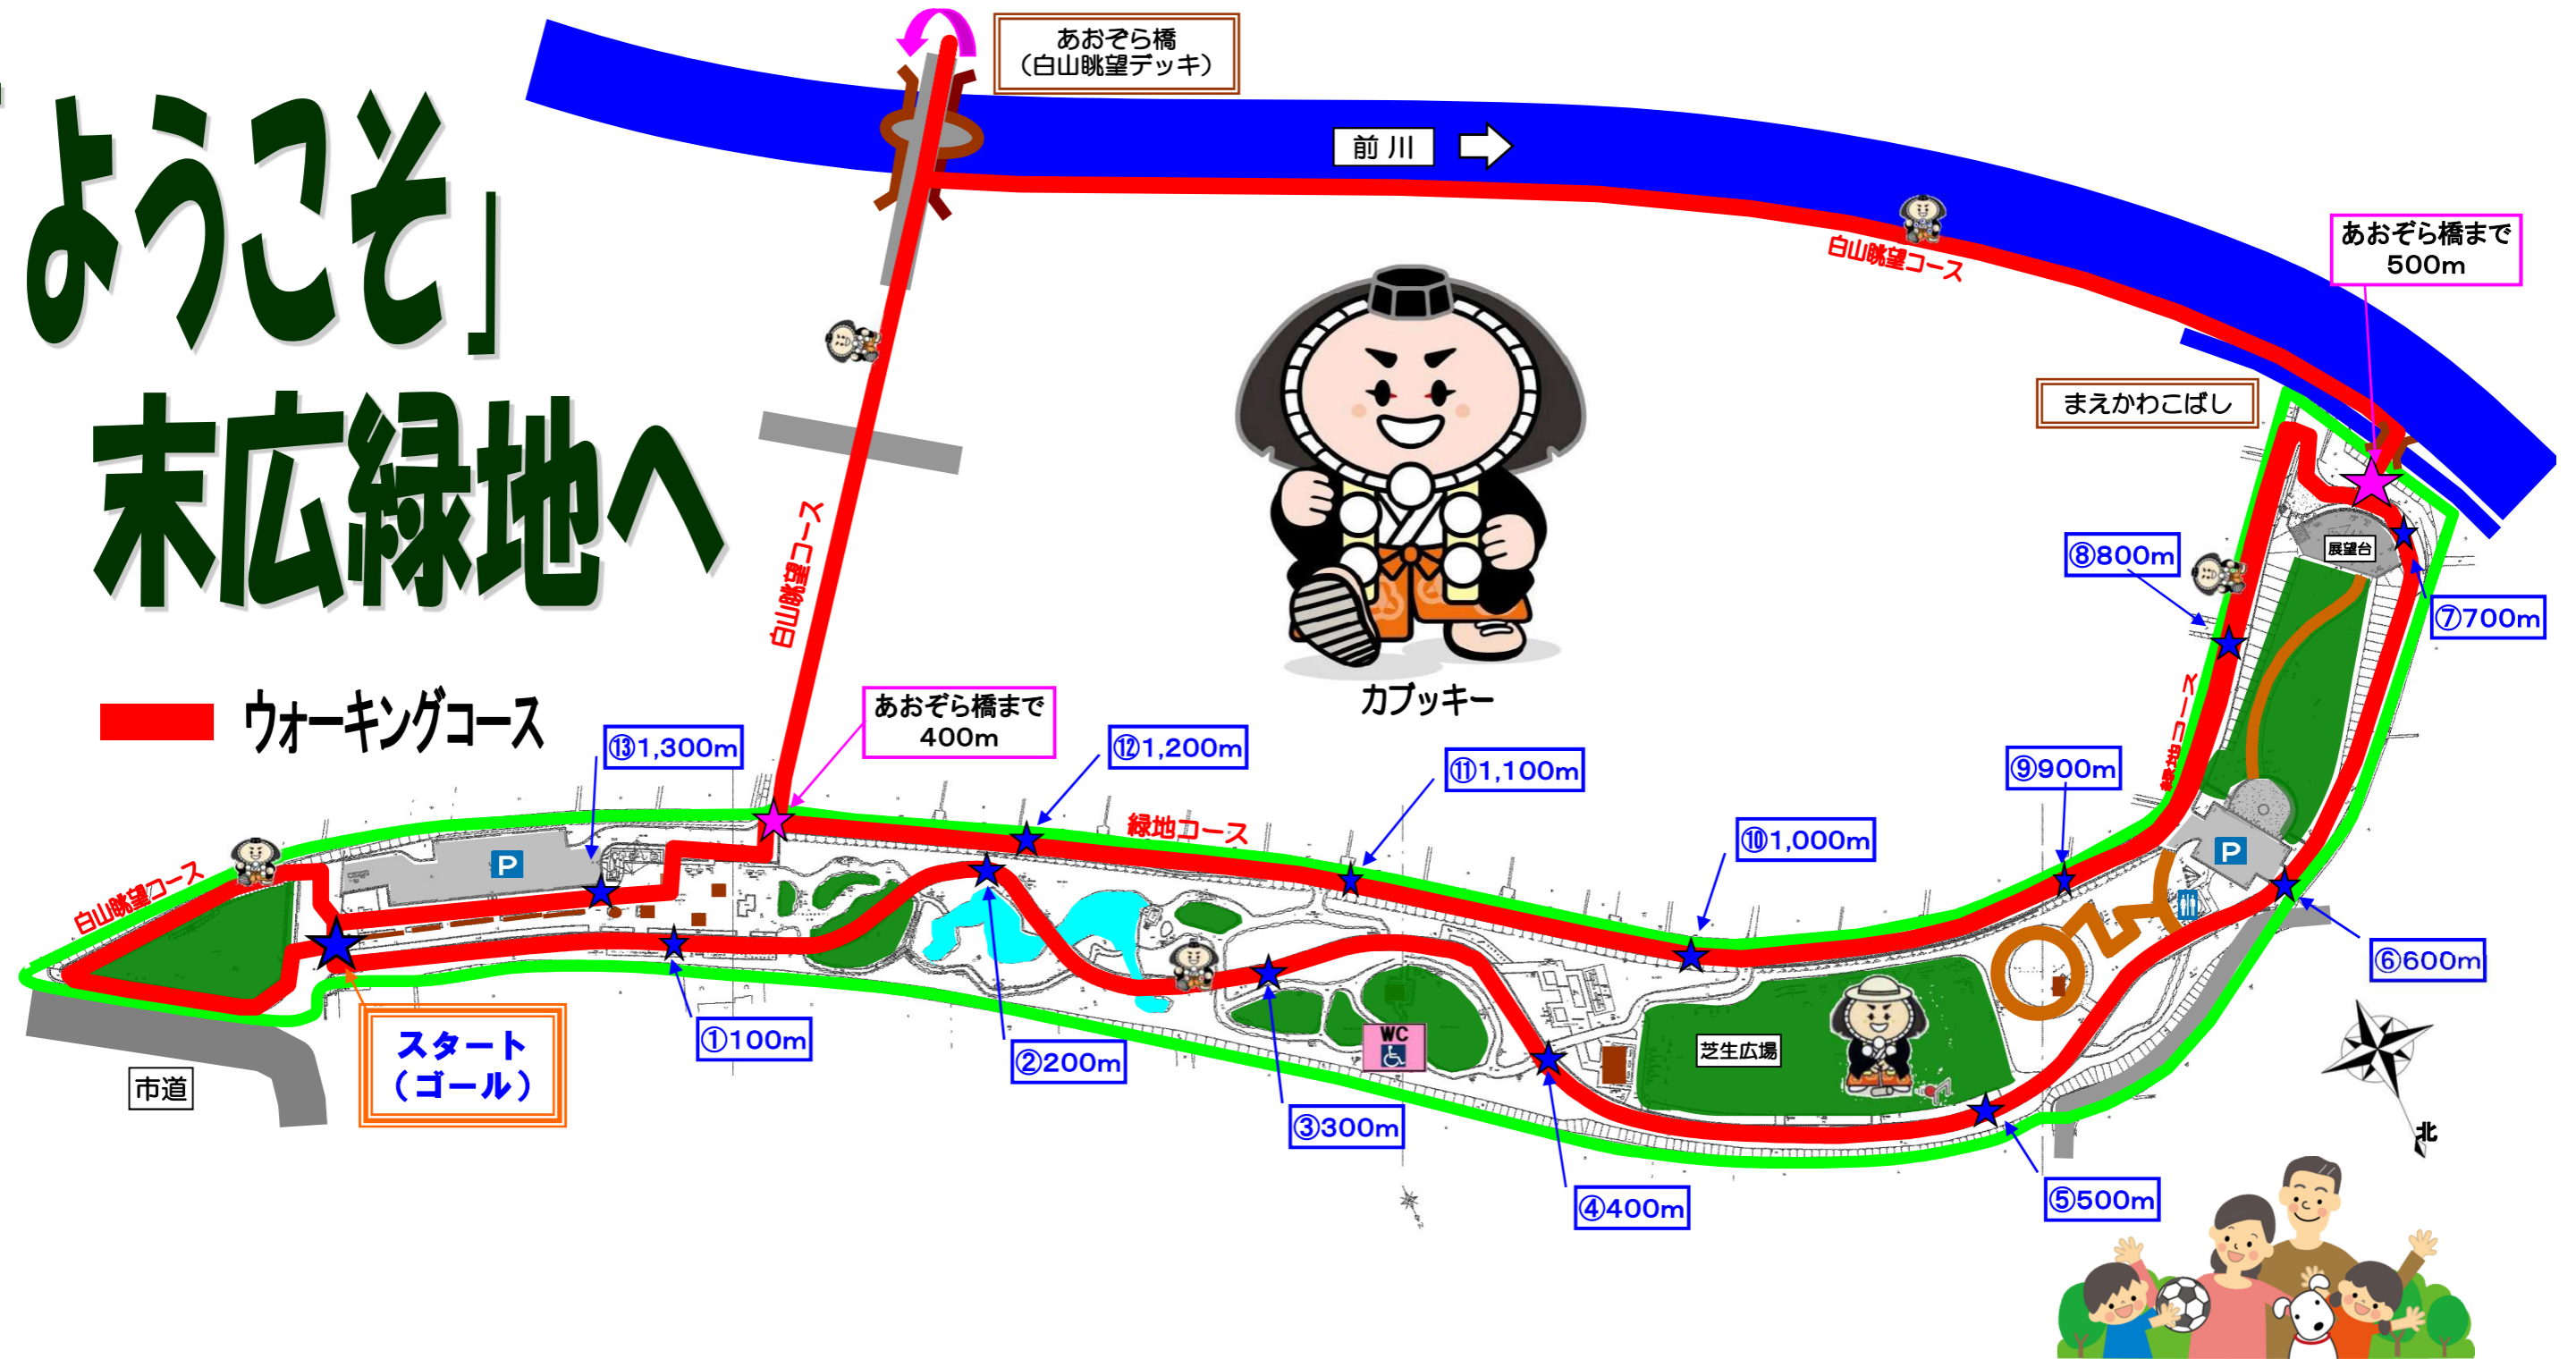 「ようこそ」
末広緑地へ
ウォーキングコース
あおぞら橋
（白山眺望デッキ）
前川
白山眺望コース
あおぞら橋まで
500m
まえかわこばし
白山眺望コース
カブッキー
展望台
⑧800m
⑦700m
緑地コース
あおぞら橋まで
400m
⑬1,300m
⑫1,200m
⑪1,100m
⑩1,000m
⑨900m
緑地コース
P
P
白山眺望コース
スタート
（ゴール）
市道
①100m
②200m
③300m
WC
④400m
芝生広場
⑤500m
⑥600m
北